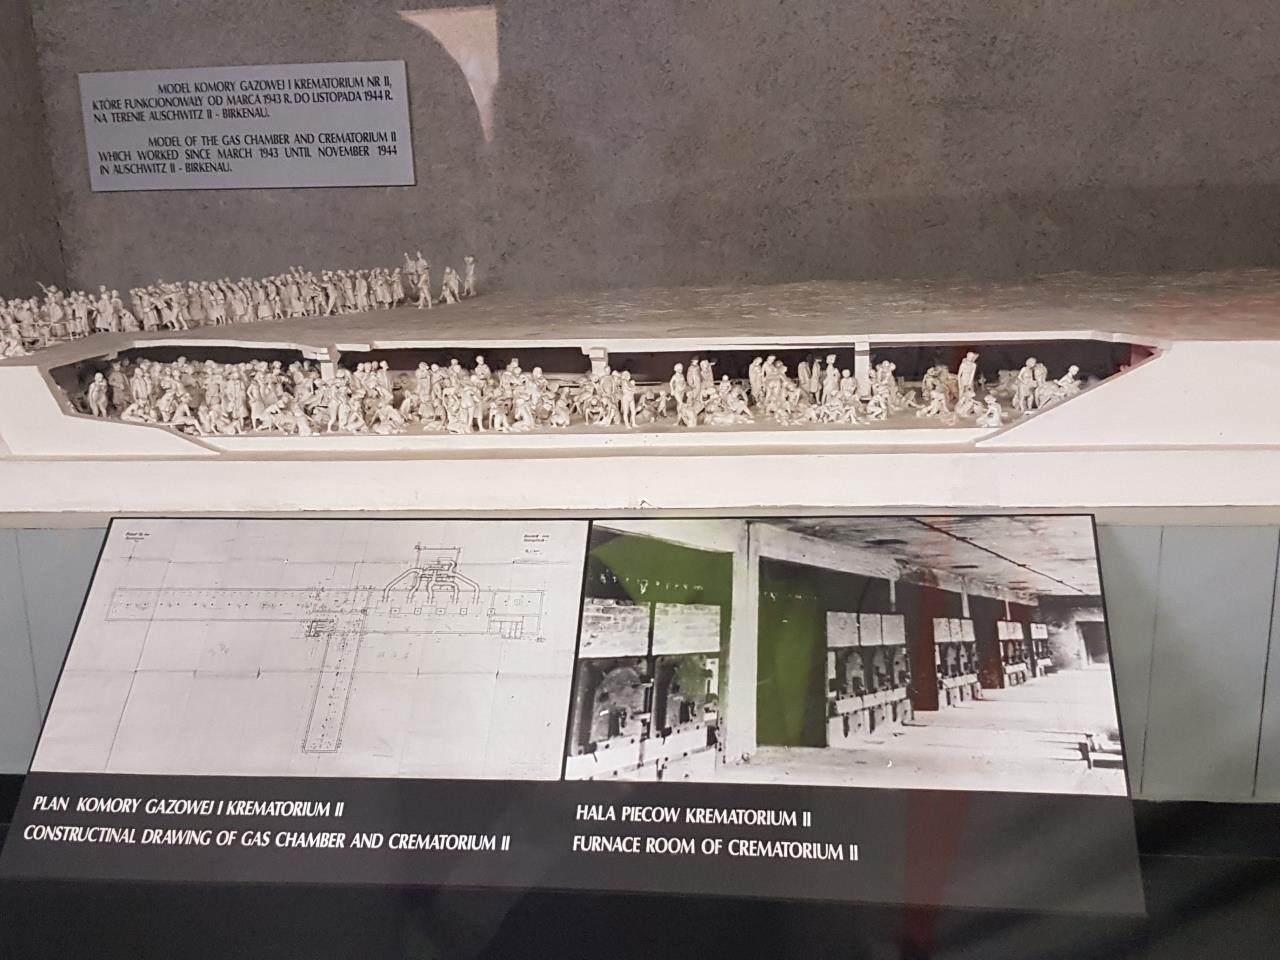 MODEL KOMORY GAZOWEJ I KREMATORIUM NR II,
KTÓRE FUNKCJONOWAŁY OD MARCA 1943 R. DO LISTOPADA 1944 R.
NA TERENIE AUSCHWITZ II - BIRKENAU.
MODEL OF THE GAS CHAMBER AND CREMATORIUM II
WHICH WORKED SINCE MARCH 1943 UNTIL NOVEMBER 1944
IN AUSCHWITZ II - BIRKENAU.
PLAN KOMORY GAZOWEJ I KREMATORIUM II
CONSTRUCTINAL DRAWING OF GAS CHAMBER AND CREMATORIUM II
HALA PIECOW KREMATORIUM II
FURNACE ROOM OF CREMATORIUM II